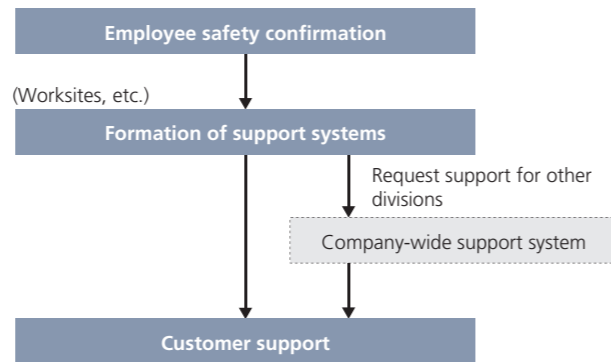 Employee safety confirmation
(Worksites, etc.)
Formation of support systems
Request support for other
divisions
Company-wide support system
Customer support